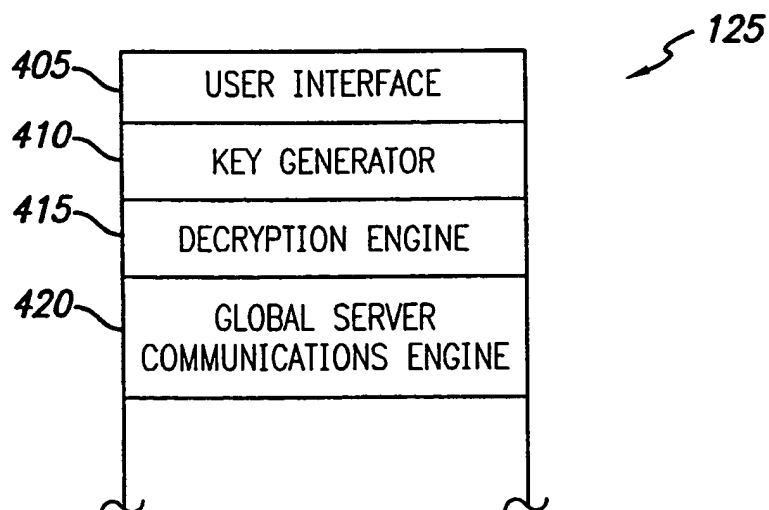 125
405
USER INTERFACE
410
KEY GENERATOR
415
DECRYPTION ENGINE
420
GLOBAL SERVER
COMMUNICATIONS ENGINE